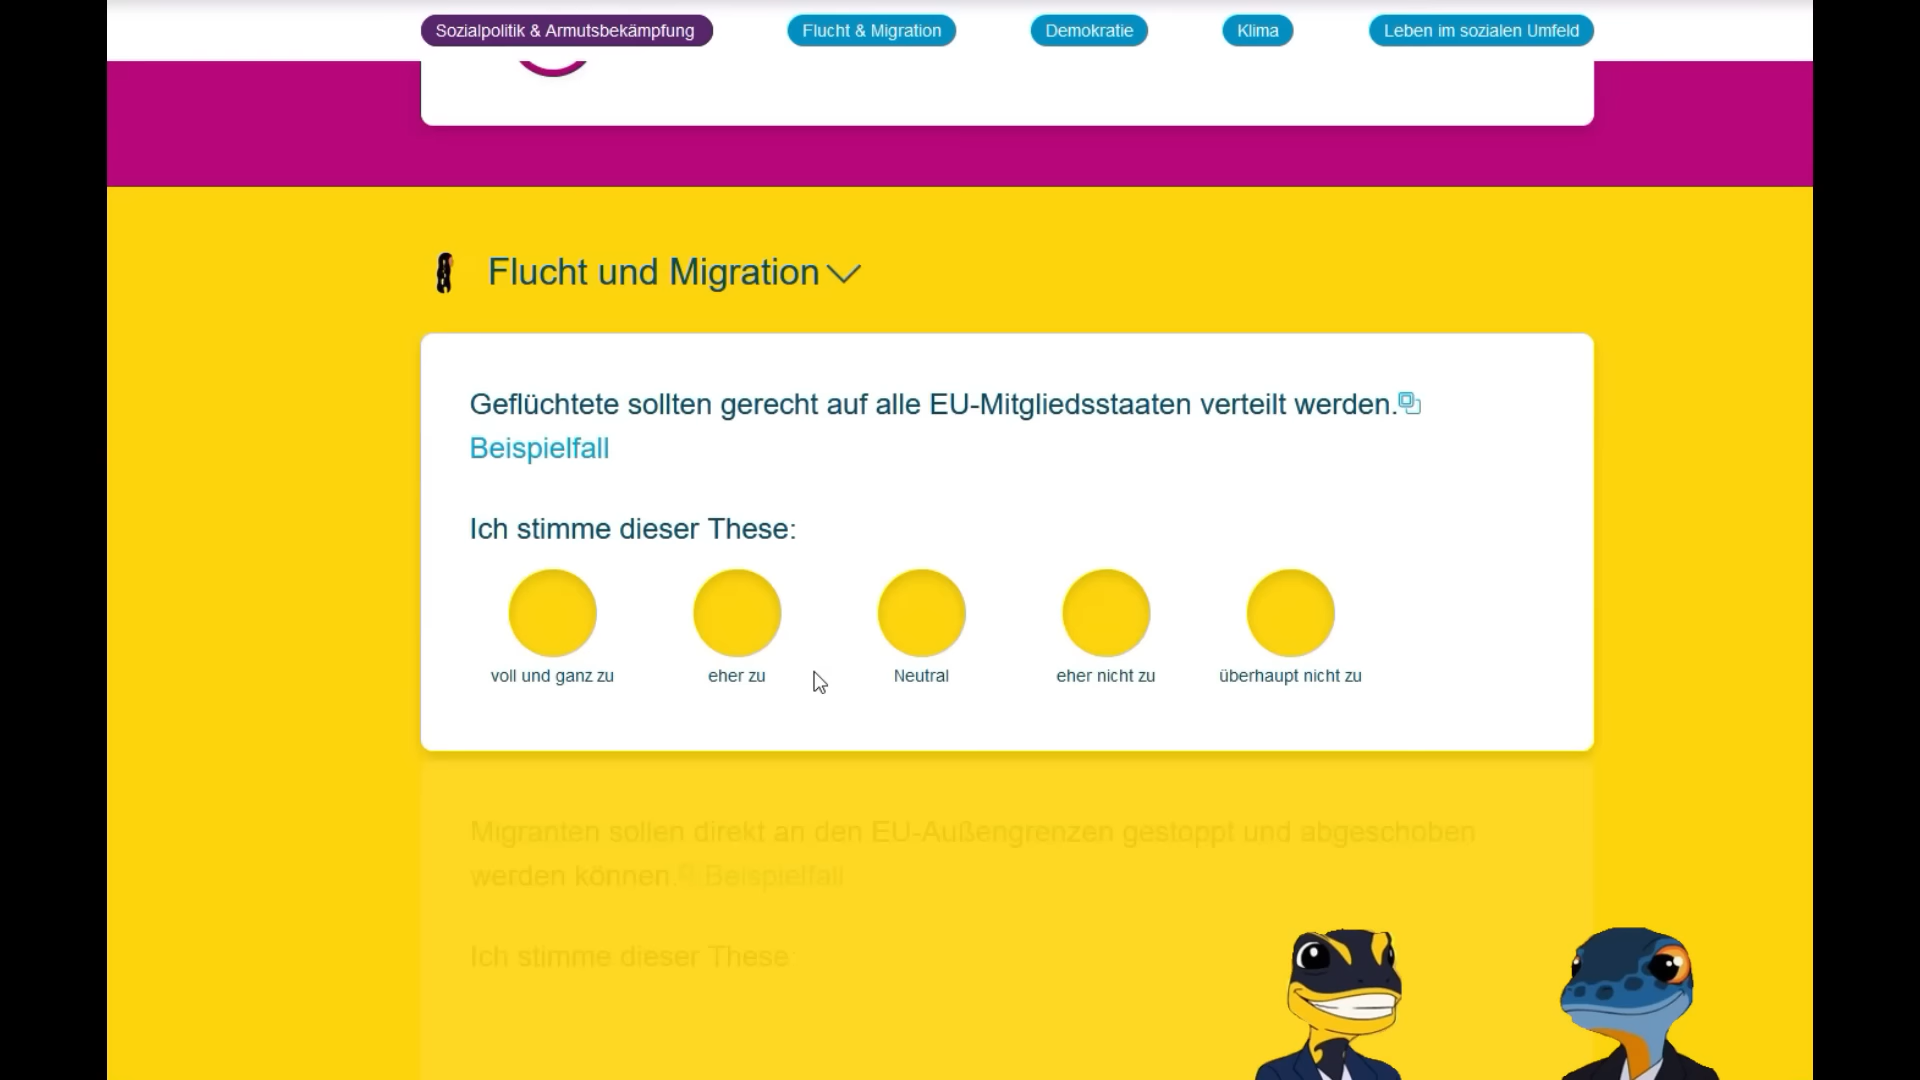 Sozialpolitik & Armutsbekämpfung
Flucht & Migration
Demokratie
Klima
Leben im sozialen Umfeld
Flucht und Migration
Geflüchtete sollten gerecht auf alle EU-Mitgliedsstaaten verteilt werden.
Beispielfall
Ich stimme dieser These:
voll und ganz zu
eher zu
Neutral
eher nicht zu
überhaupt nicht zu
Migranten sollen direkt an den EU-Außengrenzen gestoppt und abgeschoben
werden können. Beispielfall
Ich stimme dieser These